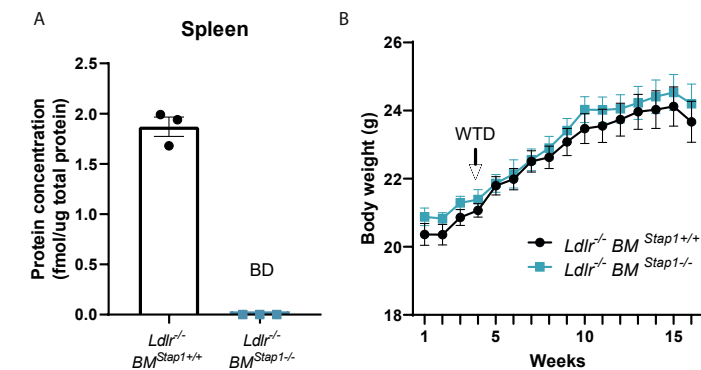 A
Spleen
Protein concentration
(fmol/ug total protein)
2.5
2.0
1.5
1.0
0.5
0.0
BD
Ldlr-/-
BMStap1+/+
Ldlr-/-
BMStap1-/-
B
Body weight (g)
26
24
22
20
18
WTD
Ldlr-/- BM Stap1+/+
Ldlr-/- BM Stap1-/-
1 5 10 15
Weeks